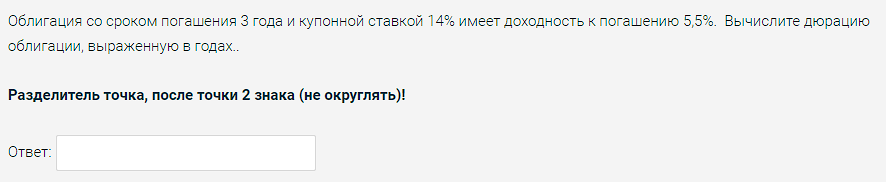 Облигация со сроком погашения 3 года и купонной ставкой 14% имеет доходность к погашению 5,5%. Вычислите дюрацию
облигации, выраженную в годах..
Разделитель точка, после точки 2 знака (не округлять)!
Ответ: